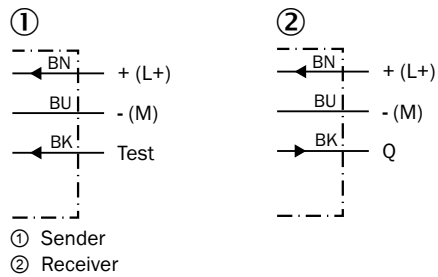 ① ②
BN + (L+) BN + (L+)
BU - (M) BU - (M)
BK Test BK Q
① Sender
② Receiver